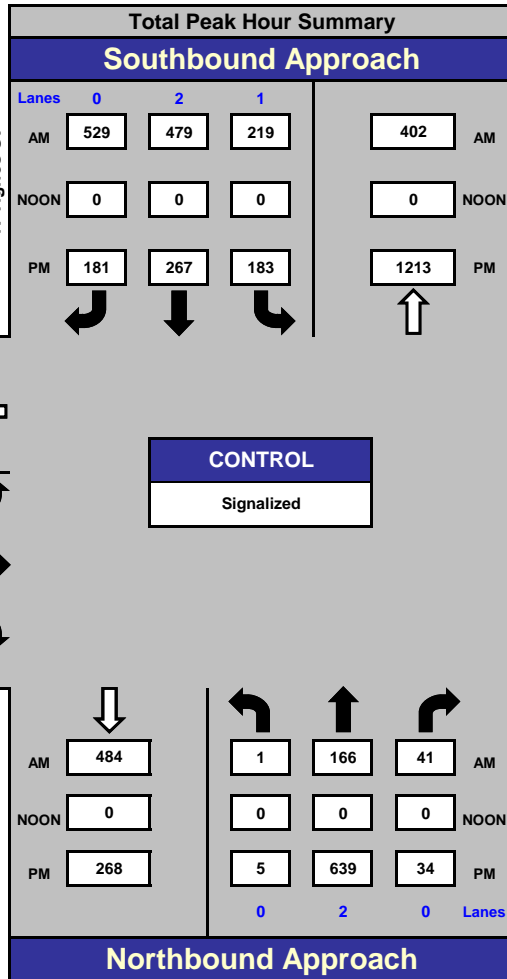 Total Peak Hour Summary
Southbound Approach
Lanes 0 2 1
AM 529 479 219 402 AM
NOON 0 0 0 0 NOON
PM 181 267 183 1213 PM
CONTROL
Signalized
AM 484 1 166 41 AM
NOON 0 0 0 0 NOON
PM 268 5 639 34 PM
0 2 0 Lanes
Northbound Approach